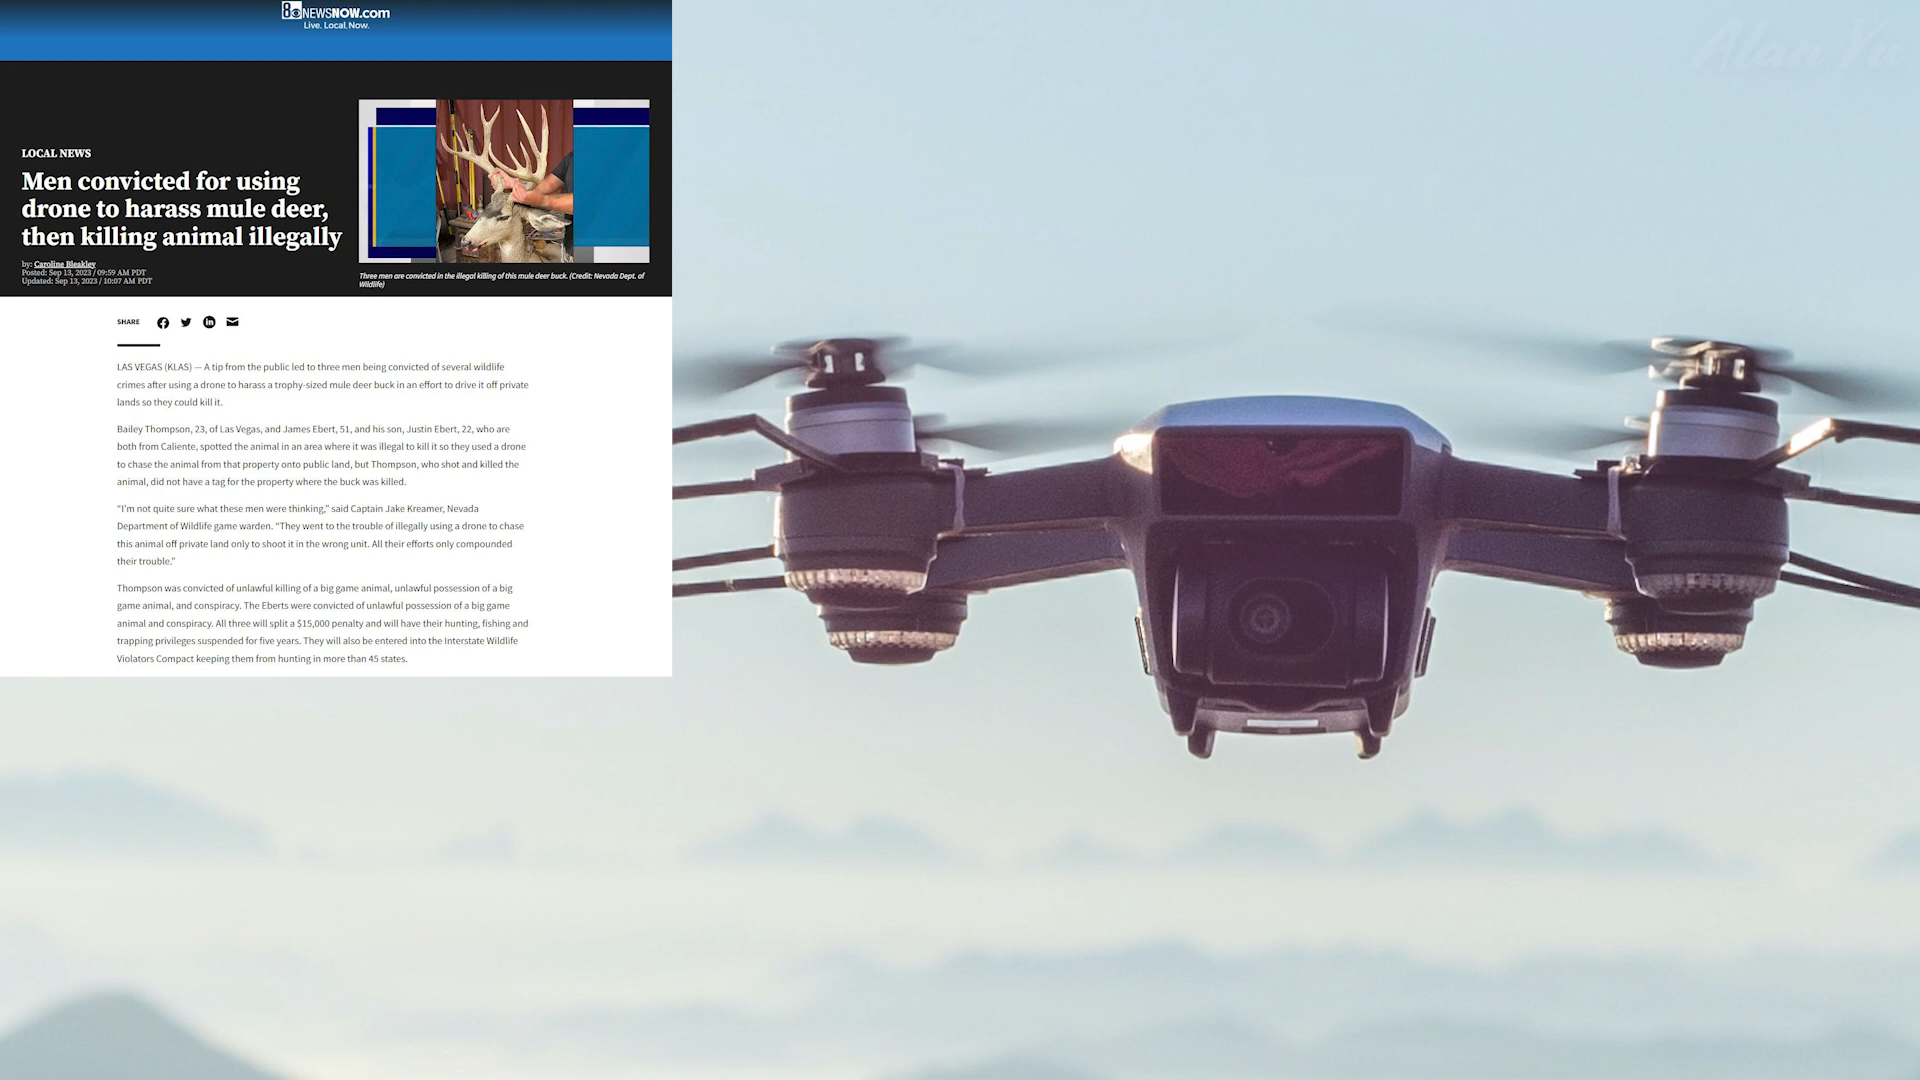 8 NEWSNOW.com
Live. Local. Now.
Alan Yu
LOCAL NEWS
Men convicted for using
drone to harass mule deer,
then killing animal illegally
by: Caroline Bleakley
Posted: Sep 13, 2023 / 09:59 AM PDT
Updated: Sep 13, 2023 / 10:07 AM PDT
Three men are convicted in the illegal killing of this mule deer buck. (Credit: Nevada Dept. of
Wildlife)
SHARE
LAS VEGAS (KLAS) — A tip from the public led to three men being convicted of several wildlife
crimes after using a drone to harass a trophy-sized mule deer buck in an effort to drive it off private
lands so they could kill it.
Bailey Thompson, 23, of Las Vegas, and James Ebert, 51, and his son, Justin Ebert, 22, who are
both from Caliente, spotted the animal in an area where it was illegal to kill it so they used a drone
to chase the animal from that property onto public land, but Thompson, who shot and killed the
animal, did not have a tag for the property where the buck was killed.
“I’m not quite sure what these men were thinking,” said Captain Jake Kreamer, Nevada
Department of Wildlife game warden. “They went to the trouble of illegally using a drone to chase
this animal off private land only to shoot it in the wrong unit. All their efforts only compounded
their trouble.”
Thompson was convicted of unlawful killing of a big game animal, unlawful possession of a big
game animal, and conspiracy. The Eberts were convicted of unlawful possession of a big game
animal and conspiracy. All three will split a $15,000 penalty and will have their hunting, fishing and
trapping privileges suspended for five years. They will also be entered into the Interstate Wildlife
Violators Compact keeping them from hunting in more than 45 states.